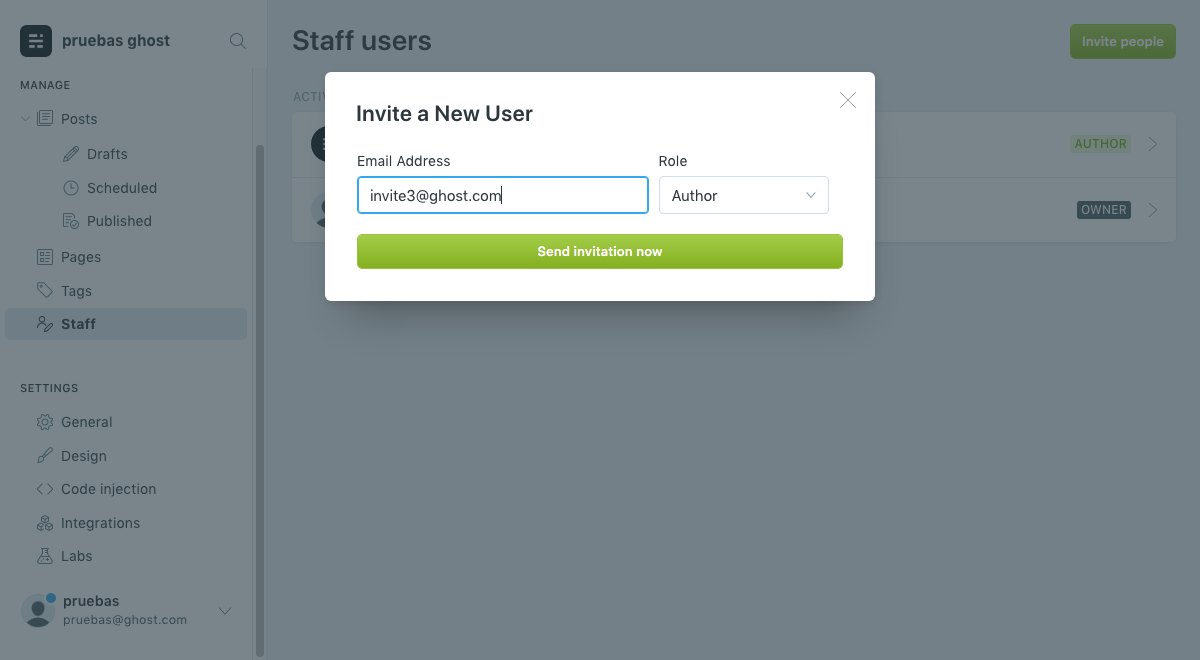 pruebas ghost
MANAGE
Posts
Drafts
Scheduled
Published
Pages
Tags
Staff
SETTINGS
General
Design
Code injection
Integrations
Labs
pruebas
pruebas@ghost.com
Staff users
Invite people
AUTHOR
OWNER
Invite a New User
Email Address
Role
invite3@ghost.com
Author
Send invitation now